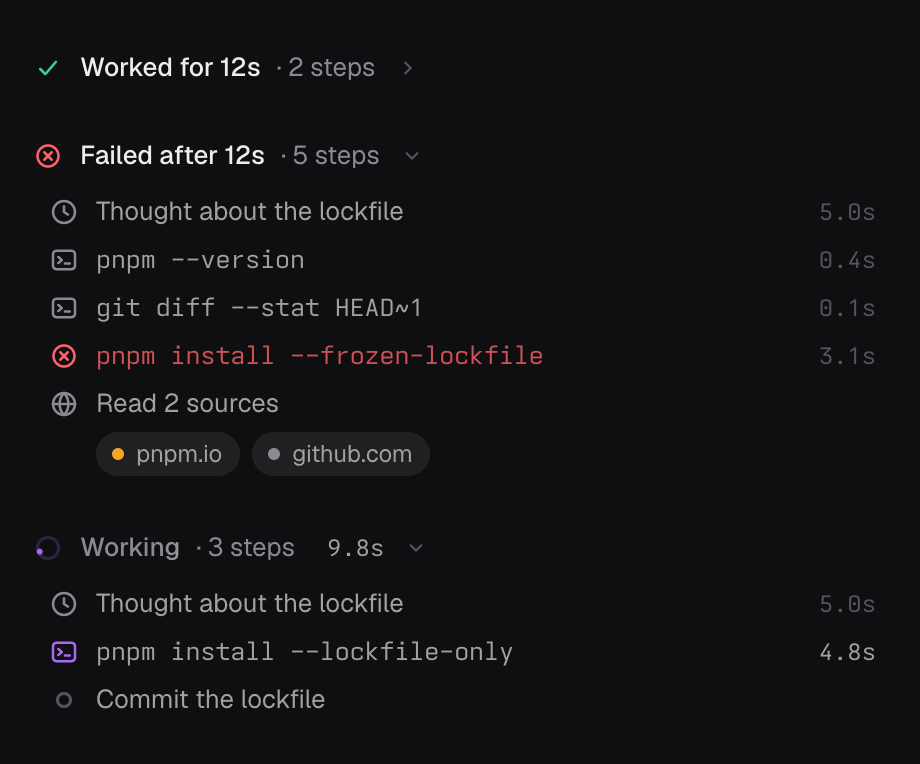 Worked for 12s · 2 steps
Failed after 12s · 5 steps
Thought about the lockfile 5.0s
pnpm --version 0.4s
git diff --stat HEAD~1 0.1s
pnpm install --frozen-lockfile 3.1s
Read 2 sources
pnpm.io github.com
Working · 3 steps 9.8s
Thought about the lockfile 5.0s
pnpm install --lockfile-only 4.8s
Commit the lockfile